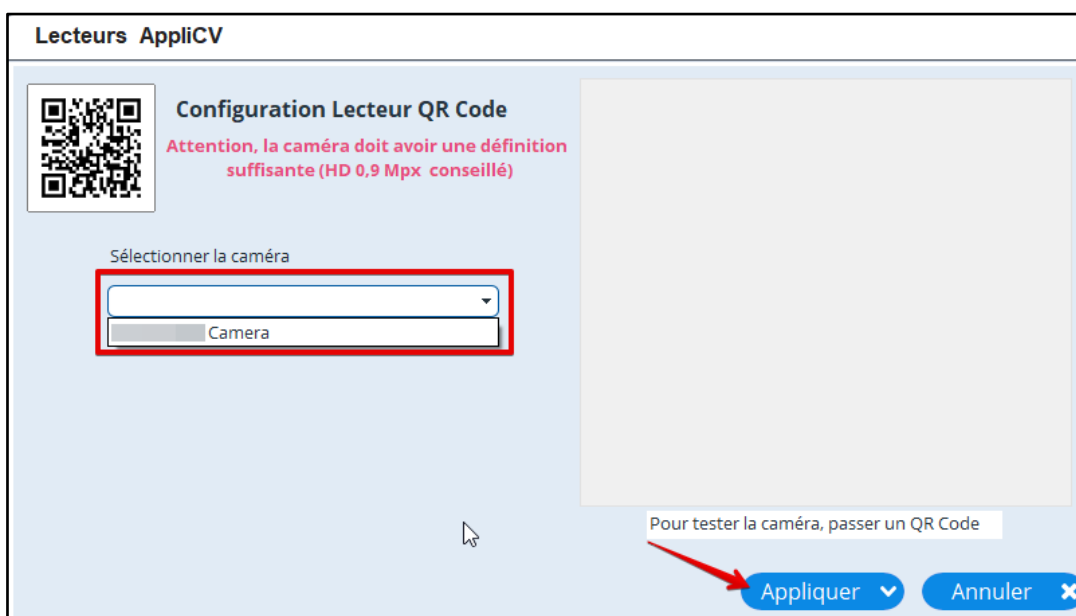 Lecteurs AppliCV
Configuration Lecteur QR Code
Attention, la caméra doit avoir une définition
suffisante (HD 0,9 Mpx conseillé)
Sélectionner la caméra
Camera
Pour tester la caméra, passer un QR Code
Appliquer
Annuler